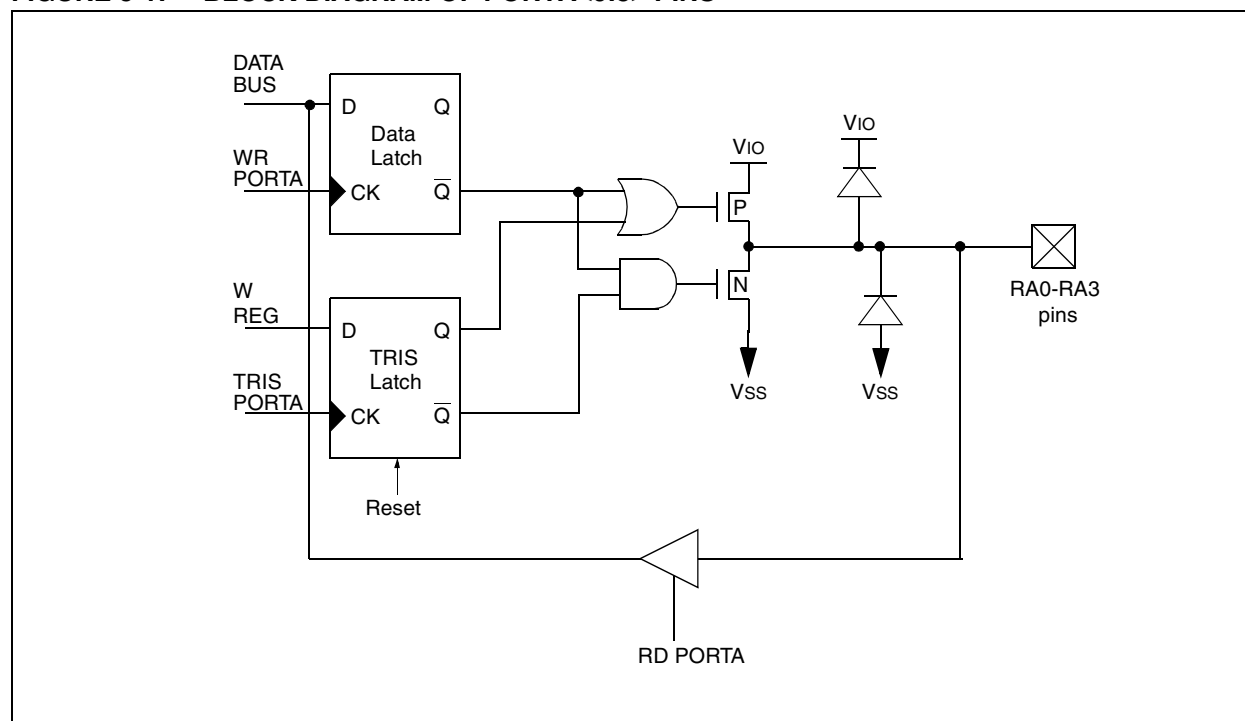 DATA
BUS
D
Q
Data
Latch
WR
PORTA
CK
Q
VIO
P
VIO
N
RA0-RA3
pins
W
REG
D
Q
TRIS
Latch
TRIS
PORTA
CK
Q
VSS
VSS
Reset
RD PORTA